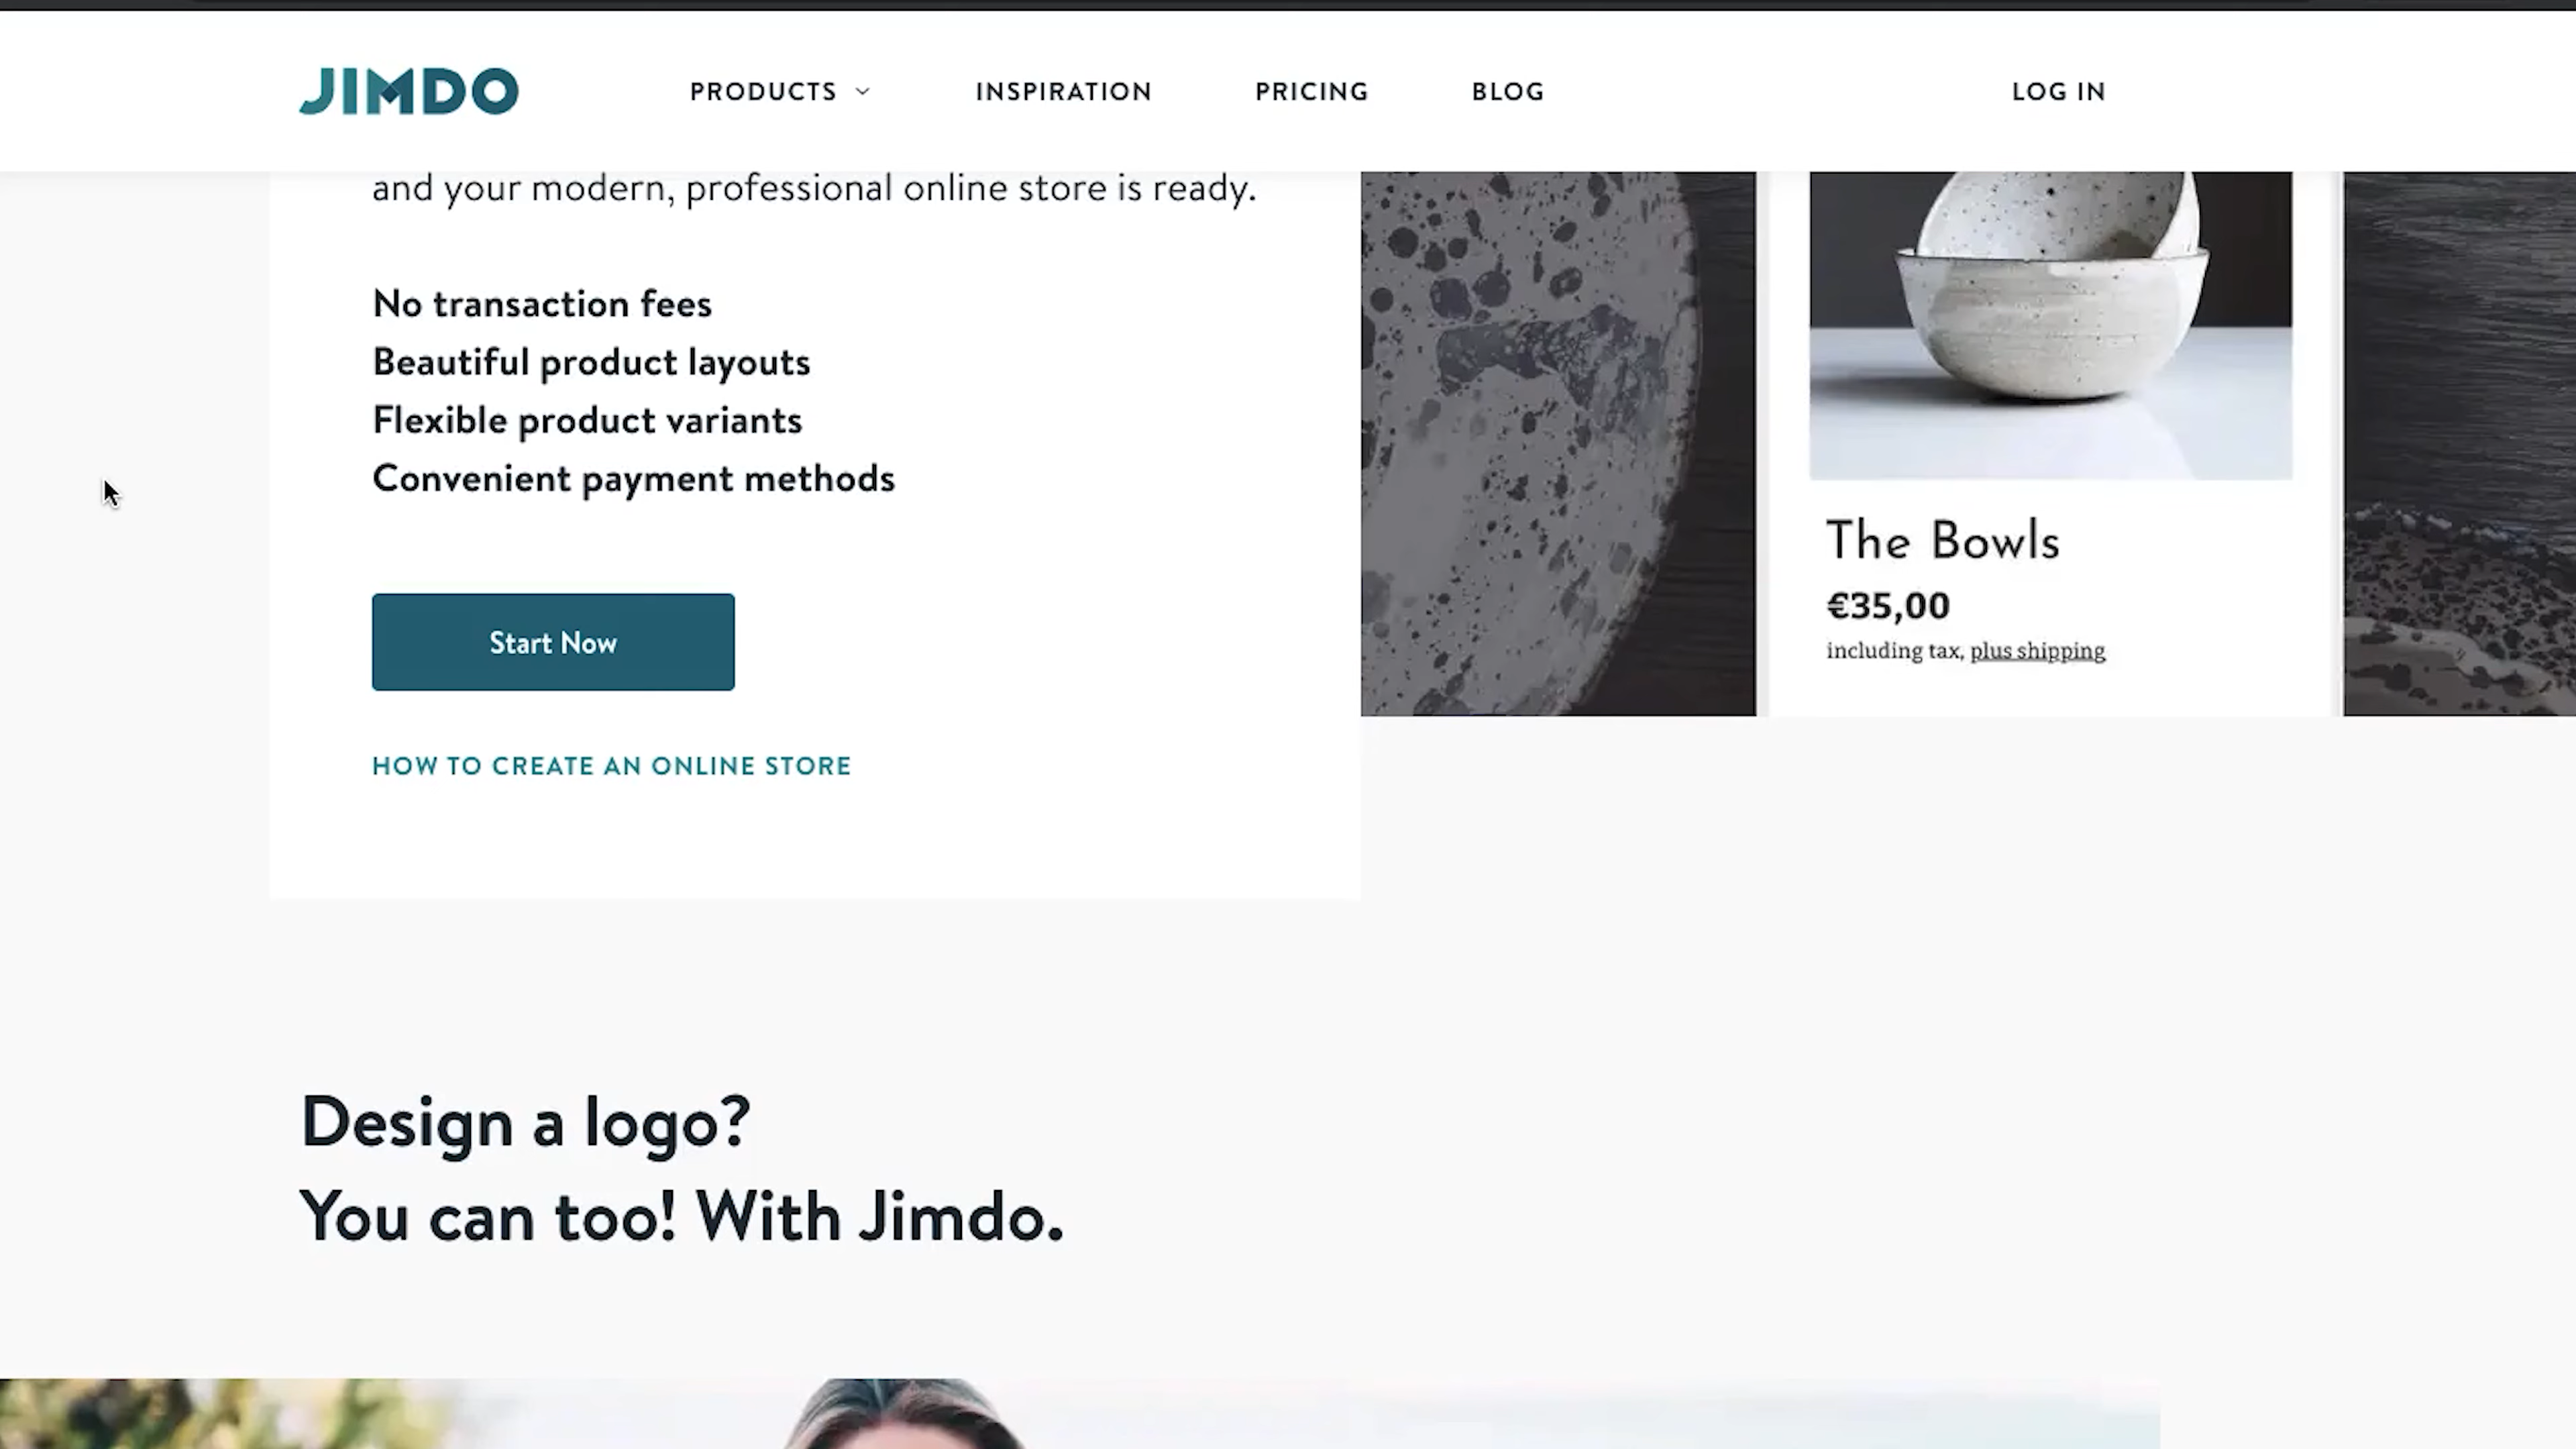 JIMDO
PRODUCTS
INSPIRATION
PRICING
BLOG
LOG IN
and your modern, professional online store is ready.
No transaction fees
Beautiful product layouts
Flexible product variants
Convenient payment methods
Start Now
HOW TO CREATE AN ONLINE STORE
The Bowls
€35,00
including tax, plus shipping
Design a logo?
You can too! With Jimdo.